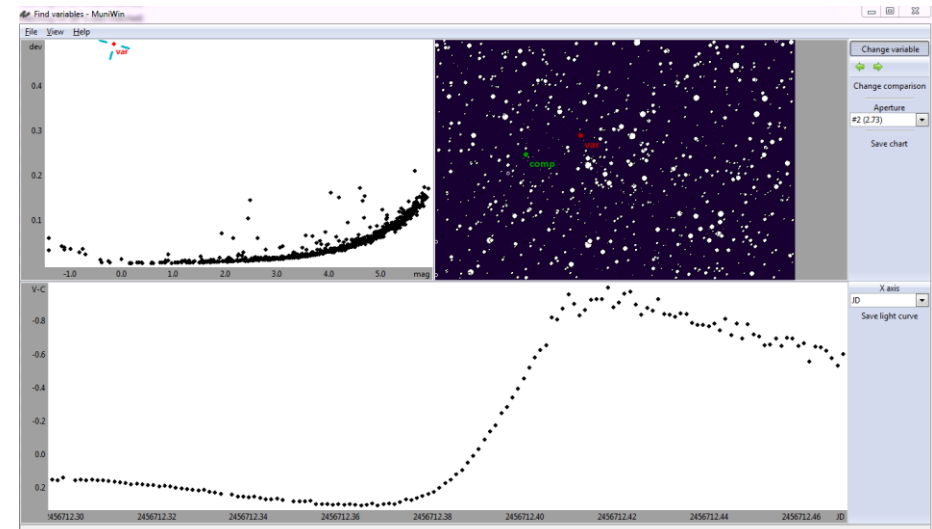 Find variables - MuniWin
File View Help
dev
var
0.4
0.3
0.2
0.1
-1.0 0.0 1.0 2.0 3.0 4.0 5.0 mag
var
comp
Change variable
Change comparison
Aperture
#2 (2.73)
Save chart
V-C
-0.8
-0.6
-0.4
-0.2
0.0
0.2
2456712.30 2456712.32 2456712.34 2456712.36 2456712.38 2456712.40 2456712.42 2456712.44 2456712.46 JD
X axis
JD
Save light curve